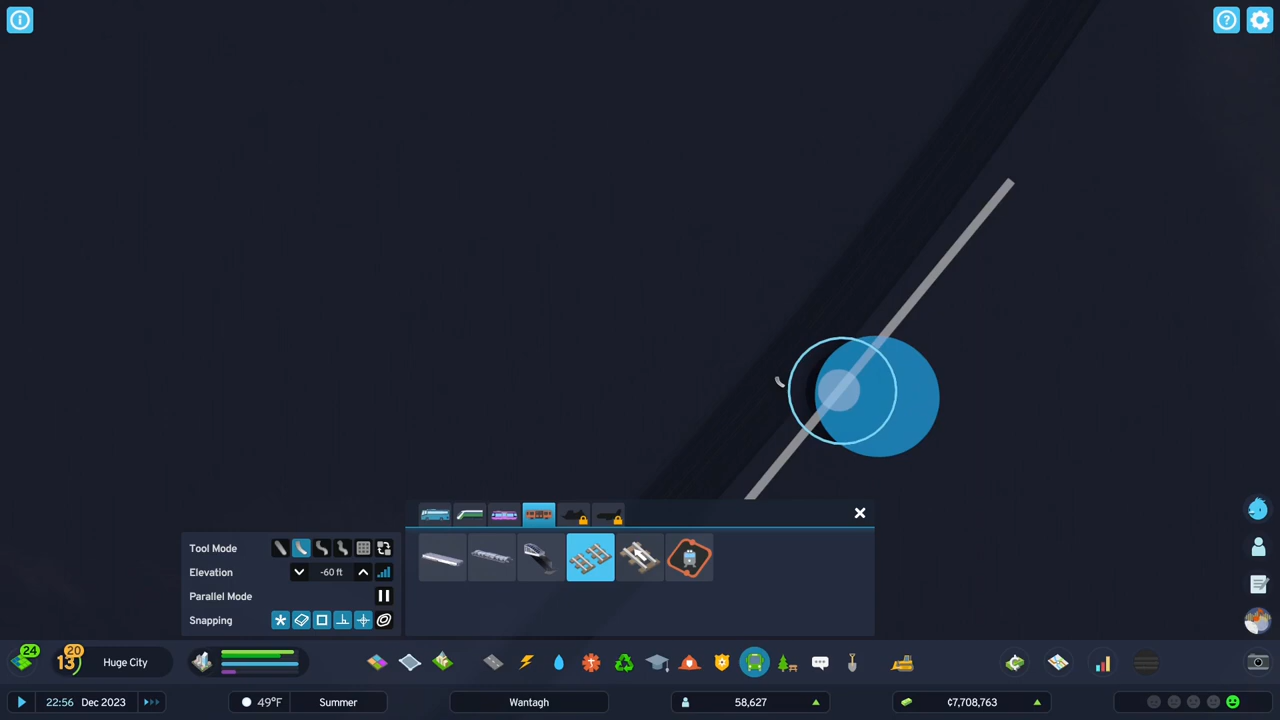 Tool Mode
Elevation
-60 ft
Parallel Mode
Snapping
24
20
13
Huge City
22:56 Dec 2023
49°F
Summer
Wantagh
58,627
¢7,708,763